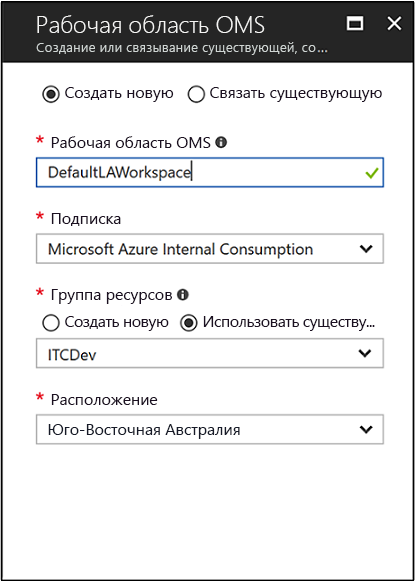 Рабочая область OMS
Создание или связывание существующей, со...
Создать новую Связать существующую
* Рабочая область OMS
DefaultLAWorkspace
* Подписка
Microsoft Azure Internal Consumption
* Группа ресурсов
Создать новую Использовать существу...
ITCDev
* Расположение
Юго-Восточная Австралия